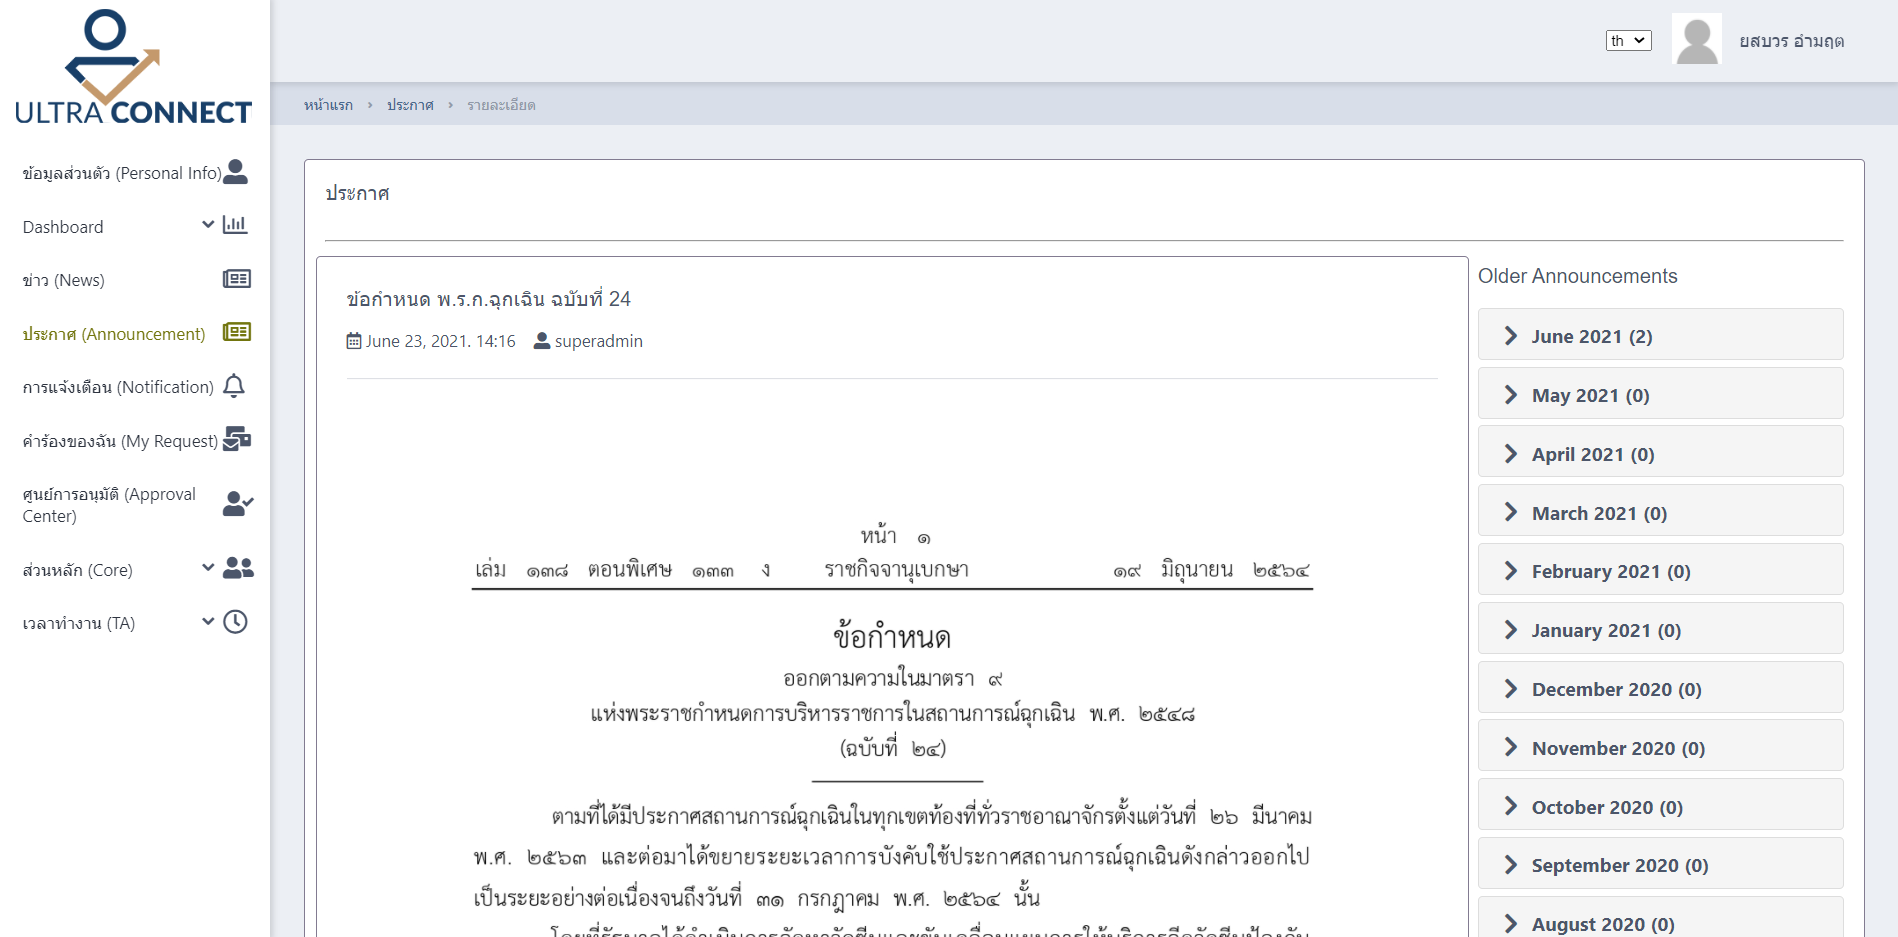 ULTRA CONNECT
th
ยสบวร อำมฤต
หน้าแรก › ประกาศ › รายละเอียด
ข้อมูลส่วนตัว (Personal Info)
Dashboard
ข่าว (News)
ประกาศ (Announcement)
การแจ้งเตือน (Notification)
คำร้องของฉัน (My Request)
ศูนย์การอนุมัติ (Approval
Center)
ส่วนหลัก (Core)
เวลาทำงาน (TA)
ประกาศ
ข้อกำหนด พ.ร.ก.ฉุกเฉิน ฉบับที่ 24
June 23, 2021. 14:16 superadmin
หน้า ๑
เล่ม ๑๓๘ ตอนพิเศษ ๑๓๓ ง ราชกิจจานุเบกษา ๑๙ มิถุนายน ๒๕๖๔
ข้อกำหนด
ออกตามความในมาตรา ๙
แห่งพระราชกำหนดการบริหารราชการในสถานการณ์ฉุกเฉิน พ.ศ. ๒๕๔๘
(ฉบับที่ ๒๔)
ตามที่ได้มีประกาศสถานการณ์ฉุกเฉินในทุกเขตท้องที่ทั่วราชอาณาจักรตั้งแต่วันที่ ๒๖ มีนาคม
พ.ศ. ๒๕๖๓ และต่อมาได้ขยายระยะเวลาการบังคับใช้ประกาศสถานการณ์ฉุกเฉินดังกล่าวออกไป
เป็นระยะอย่างต่อเนื่องจนถึงวันที่ ๓๑ กรกฎาคม พ.ศ. ๒๕๖๔ นั้น
Older Announcements
June 2021 (2)
May 2021 (0)
April 2021 (0)
March 2021 (0)
February 2021 (0)
January 2021 (0)
December 2020 (0)
November 2020 (0)
October 2020 (0)
September 2020 (0)
August 2020 (0)